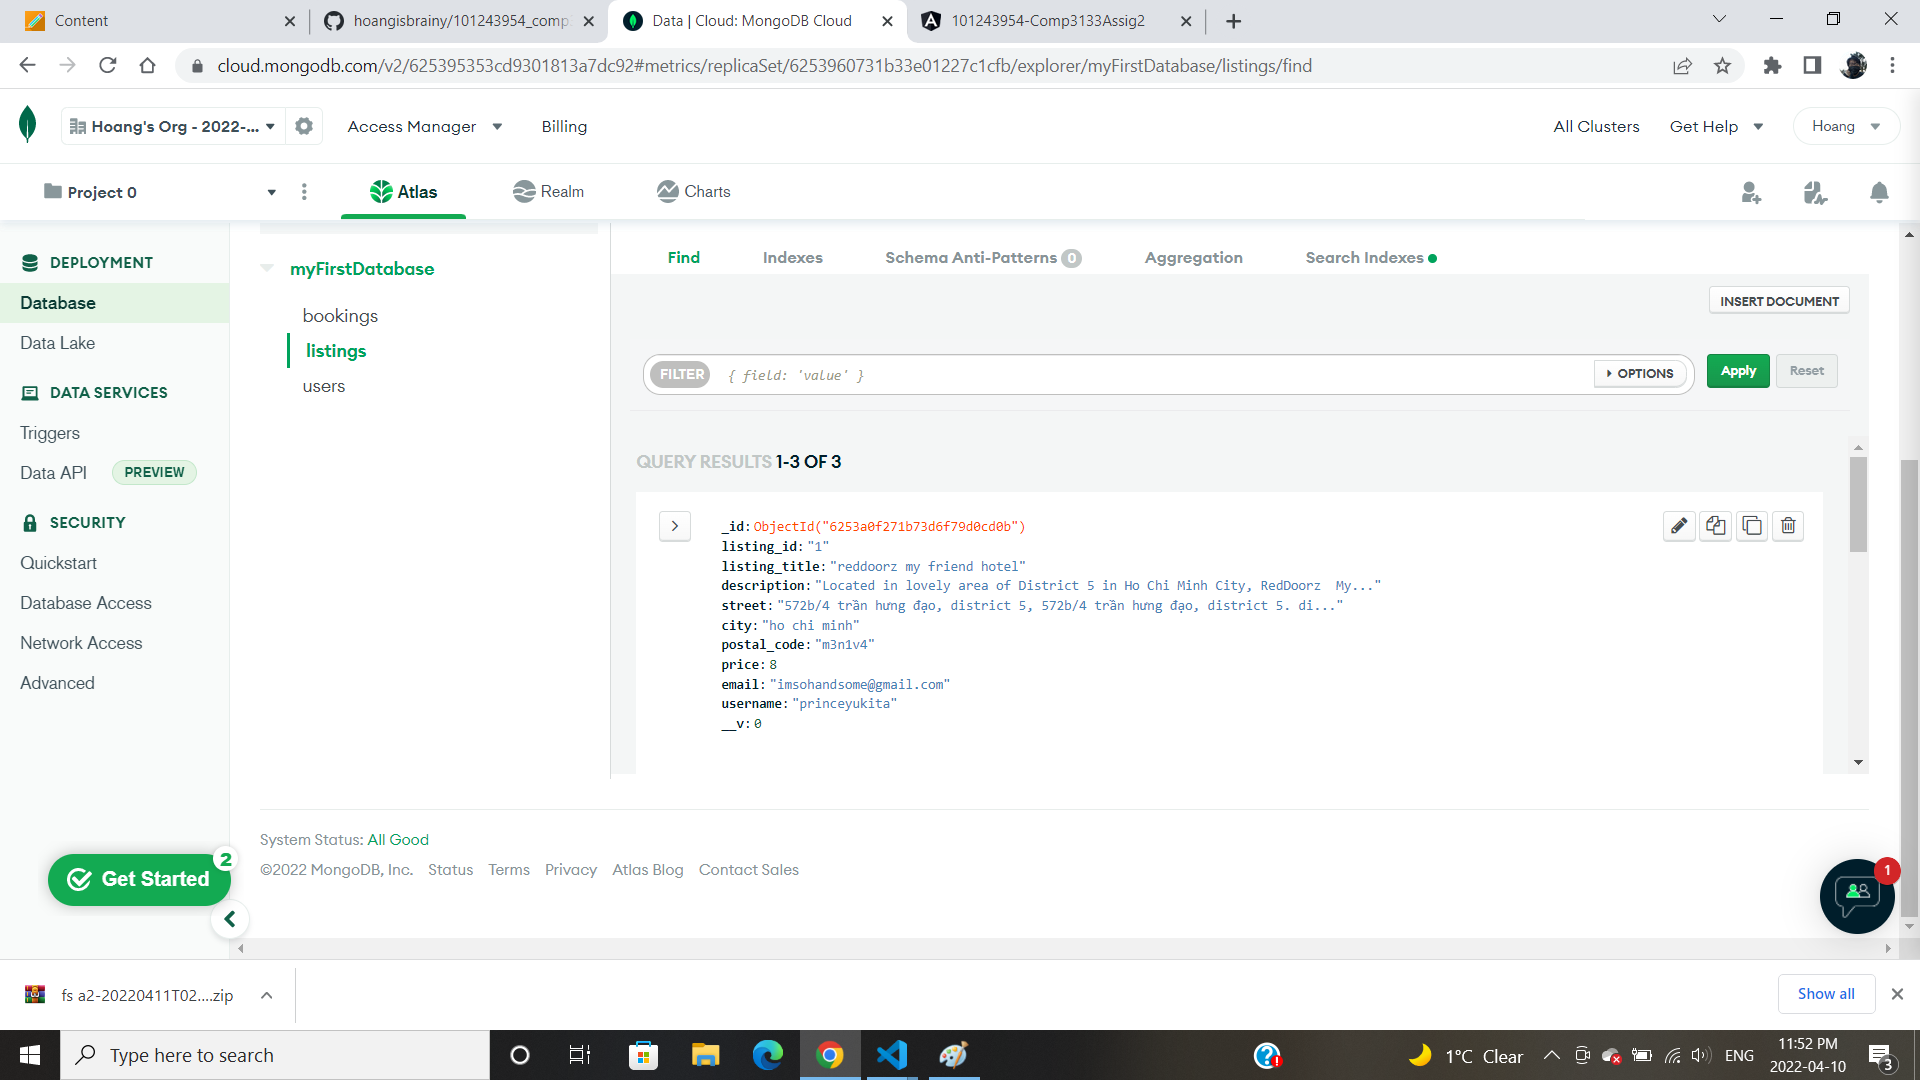 Content
hoangisbrainy/101243954_comp
Data | Cloud: MongoDB Cloud
101243954-Comp3133Assig2
cloud.mongodb.com/v2/625395353cd9301813a7dc92#metrics/replicaSet/6253960731b33e01227c1cfb/explorer/myFirstDatabase/listings/find
Hoang's Org - 2022-...
Access Manager
Billing
All Clusters
Get Help
Hoang
Project 0
Atlas
Realm
Charts
DEPLOYMENT
Database
Data Lake
DATA SERVICES
Triggers
Data API PREVIEW
SECURITY
Quickstart
Database Access
Network Access
Advanced
Get Started
2
myFirstDatabase
bookings
listings
users
Find
Indexes
Schema Anti-Patterns 0
Aggregation
Search Indexes
INSERT DOCUMENT
FILTER { field: 'value' }
OPTIONS
Apply
Reset
QUERY RESULTS 1-3 OF 3
_id: ObjectId("6253a0f271b73d6f79d0cd0b")
listing_id: "1"
listing_title: "reddoorz my friend hotel"
description: "Located in lovely area of District 5 in Ho Chi Minh City, RedDoorz  My..."
street: "572b/4 trần hưng đạo, district 5, 572b/4 trần hưng đạo, district 5. di..."
city: "ho chi minh"
postal_code: "m3n1v4"
price: 8
email: "imsohandsome@gmail.com"
username: "princeyukita"
__v: 0
System Status: All Good
©2022 MongoDB, Inc. Status Terms Privacy Atlas Blog Contact Sales
1
fs a2-20220411T02....zip
Show all
Type here to search
1°C Clear
ENG
11:52 PM
2022-04-10
3